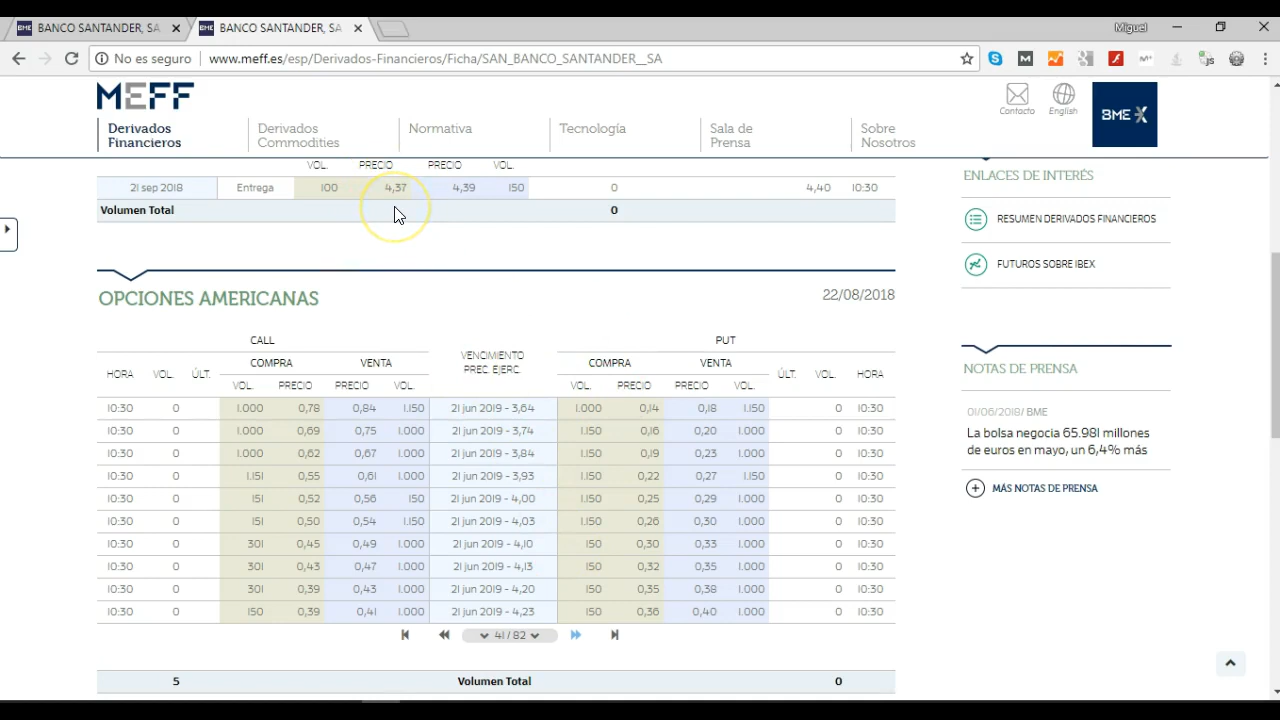 BME BANCO SANTANDER, SA
BME BANCO SANTANDER, SA
Miguel
No es seguro www.meff.es/esp/Derivados-Financieros/Ficha/SAN_BANCO_SANTANDER__SA
MEFF
Contacto English
BME X
Derivados Financieros
Derivados Commodities
Normativa
Tecnología
Sala de Prensa
Sobre Nosotros
VOL. PRECIO PRECIO VOL.
21 sep 2018 Entrega 100 4,37 4,39 150 0 4,40 10:30
Volumen Total 0
OPCIONES AMERICANAS 22/08/2018
CALL PUT
COMPRA VENTA VENCIMIENTO COMPRA VENTA
HORA VOL. ÚLT. PREC. EJERC. ÚLT. VOL. HORA
VOL. PRECIO PRECIO VOL. VOL. PRECIO PRECIO VOL.
10:30 0 1.000 0,78 0,84 1.150 21 jun 2019 - 3,64 1.000 0,14 0,18 1.150 0 10:30
10:30 0 1.000 0,69 0,75 1.000 21 jun 2019 - 3,74 1.150 0,16 0,20 1.000 0 10:30
10:30 0 1.000 0,62 0,67 1.000 21 jun 2019 - 3,84 1.150 0,19 0,23 1.000 0 10:30
10:30 0 1.151 0,55 0,61 1.000 21 jun 2019 - 3,93 1.150 0,22 0,27 1.150 0 10:30
10:30 0 151 0,52 0,56 150 21 jun 2019 - 4,00 1.150 0,25 0,29 1.000 0 10:30
10:30 0 151 0,50 0,54 1.150 21 jun 2019 - 4,03 1.150 0,26 0,30 1.000 0 10:30
10:30 0 301 0,45 0,49 1.000 21 jun 2019 - 4,10 150 0,30 0,33 1.000 0 10:30
10:30 0 301 0,43 0,47 1.000 21 jun 2019 - 4,13 150 0,32 0,35 1.000 0 10:30
10:30 0 301 0,39 0,43 1.000 21 jun 2019 - 4,20 150 0,35 0,38 1.000 0 10:30
10:30 0 150 0,39 0,41 1.000 21 jun 2019 - 4,23 150 0,36 0,40 1.000 0 10:30
41 / 82
5 Volumen Total 0
ENLACES DE INTERÉS
RESUMEN DERIVADOS FINANCIEROS
FUTUROS SOBRE IBEX
NOTAS DE PRENSA
01/06/2018/ BME
La bolsa negocia 65.981 millones
de euros en mayo, un 6,4% más
MÁS NOTAS DE PRENSA